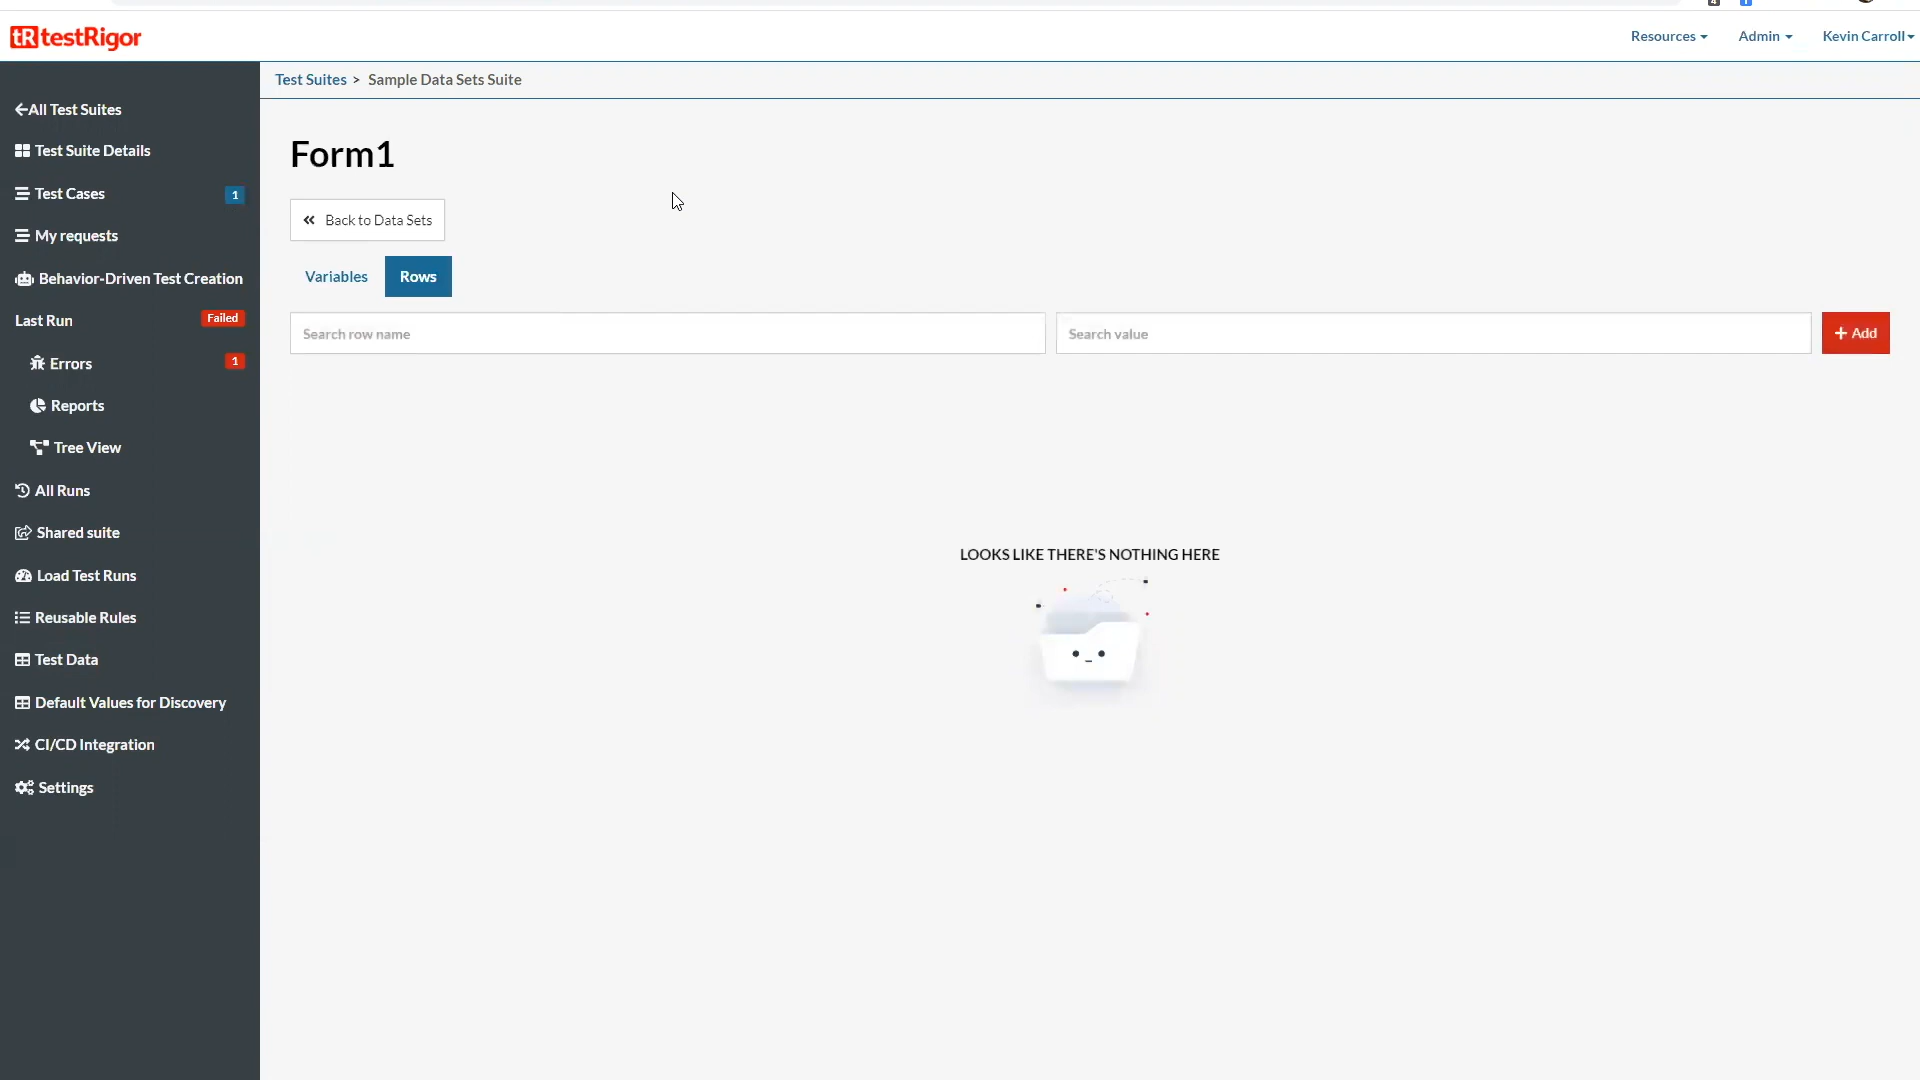 tR testRigor
Resources
Admin
Kevin Carroll
Test Suites > Sample Data Sets Suite
All Test Suites
Test Suite Details
Test Cases 1
My requests
Behavior-Driven Test Creation
Last Run Failed
Errors 1
Reports
Tree View
All Runs
Shared suite
Load Test Runs
Reusable Rules
Test Data
Default Values for Discovery
CI/CD Integration
Settings
Form1
« Back to Data Sets
Variables Rows
Search row name
Search value
+ Add
LOOKS LIKE THERE'S NOTHING HERE